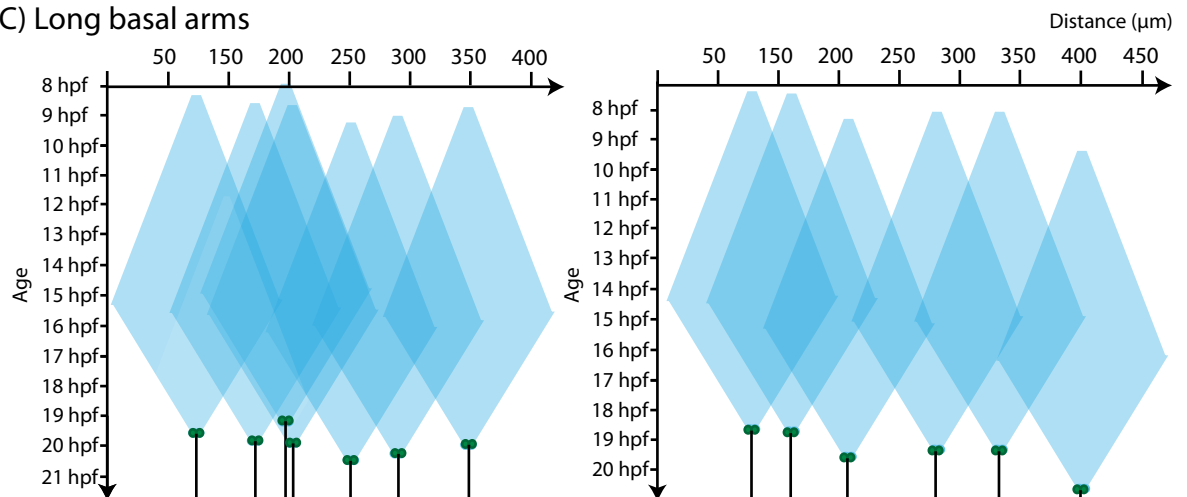 C) Long basal arms
Distance (µm)
50 150 200 250 300 350 400
8 hpf
9 hpf
10 hpf
11 hpf
12 hpf
13 hpf
14 hpf
15 hpf
16 hpf
17 hpf
18 hpf
19 hpf
20 hpf
21 hpf
Age
50 150 200 250 300 350 400 450
8 hpf
9 hpf
10 hpf
11 hpf
12 hpf
13 hpf
14 hpf
15 hpf
16 hpf
17 hpf
18 hpf
19 hpf
20 hpf
Age